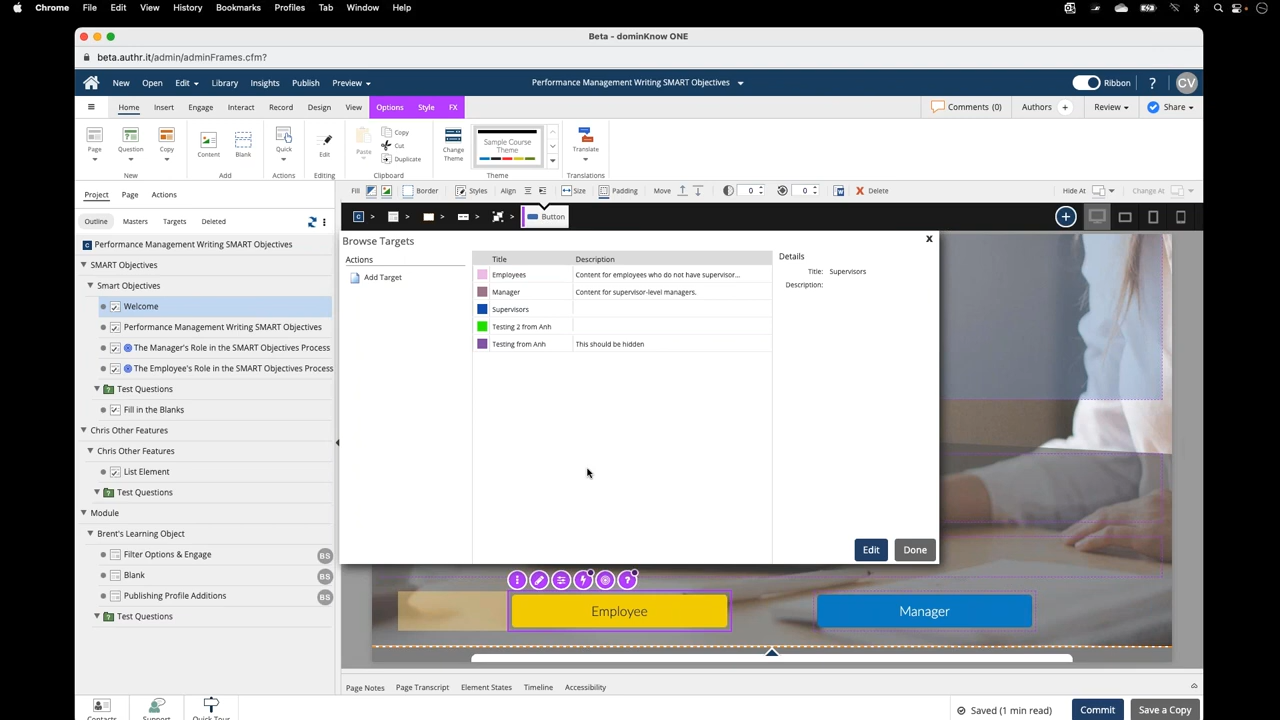 Chrome File Edit View History Bookmarks Profiles Tab Window Help
Beta - dominKnow ONE
beta.authr.it/admin/adminFrames.cfm?
New Open Edit Library Insights Publish Preview Performance Management Writing SMART Objectives Ribbon ? CV
Home Insert Engage Interact Record Design View Options Style FX Comments (0) Authors + Review Share
Page Question Copy Content Blank Quick Edit Paste Copy Cut Duplicate Change Theme Sample Course Theme Translate
New Add Actions Editing Clipboard Theme Translations
Project Page Actions
Fill Border Styles Align Size Padding Move 0 0 Delete Hide At Change At
Outline Masters Targets Deleted
C > > > > > Button
Performance Management Writing SMART Objectives
SMART Objectives
Smart Objectives
Welcome
Performance Management Writing SMART Objectives
The Manager's Role in the SMART Objectives Process
The Employee's Role in the SMART Objectives Process
Test Questions
Fill in the Blanks
Chris Other Features
Chris Other Features
List Element
Test Questions
Module
Brent's Learning Object
Filter Options & Engage BS
Blank BS
Publishing Profile Additions BS
Test Questions
Browse Targets x
Actions
Add Target
Title Description
Employees Content for employees who do not have supervisor...
Manager Content for supervisor-level managers.
Supervisors
Testing 2 from Anh
Testing from Anh This should be hidden
Details
Title: Supervisors
Description:
Edit Done
Employee Manager
Page Notes Page Transcript Element States Timeline Accessibility
Contacts Support Quick Tour Saved (1 min read) Commit Save a Copy